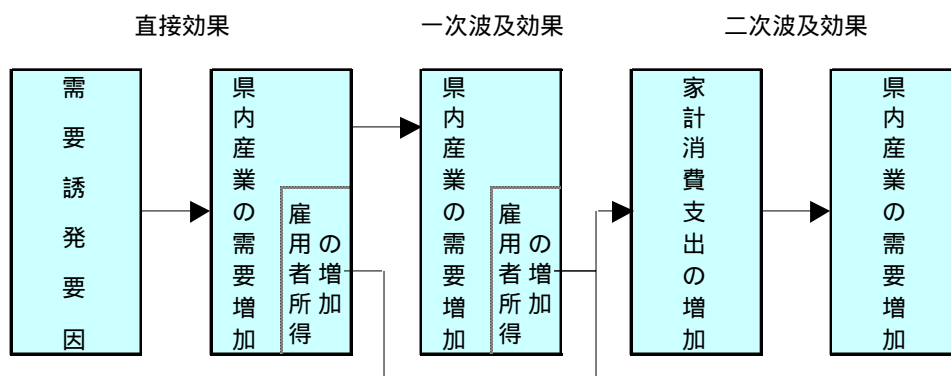 直接効果
一次波及効果
二次波及効果
需要誘発要因
県内産業の需要増加
雇用者所得
の増加
県内産業の需要増加
雇用者所得
の増加
家計消費支出の増加
県内産業の需要増加